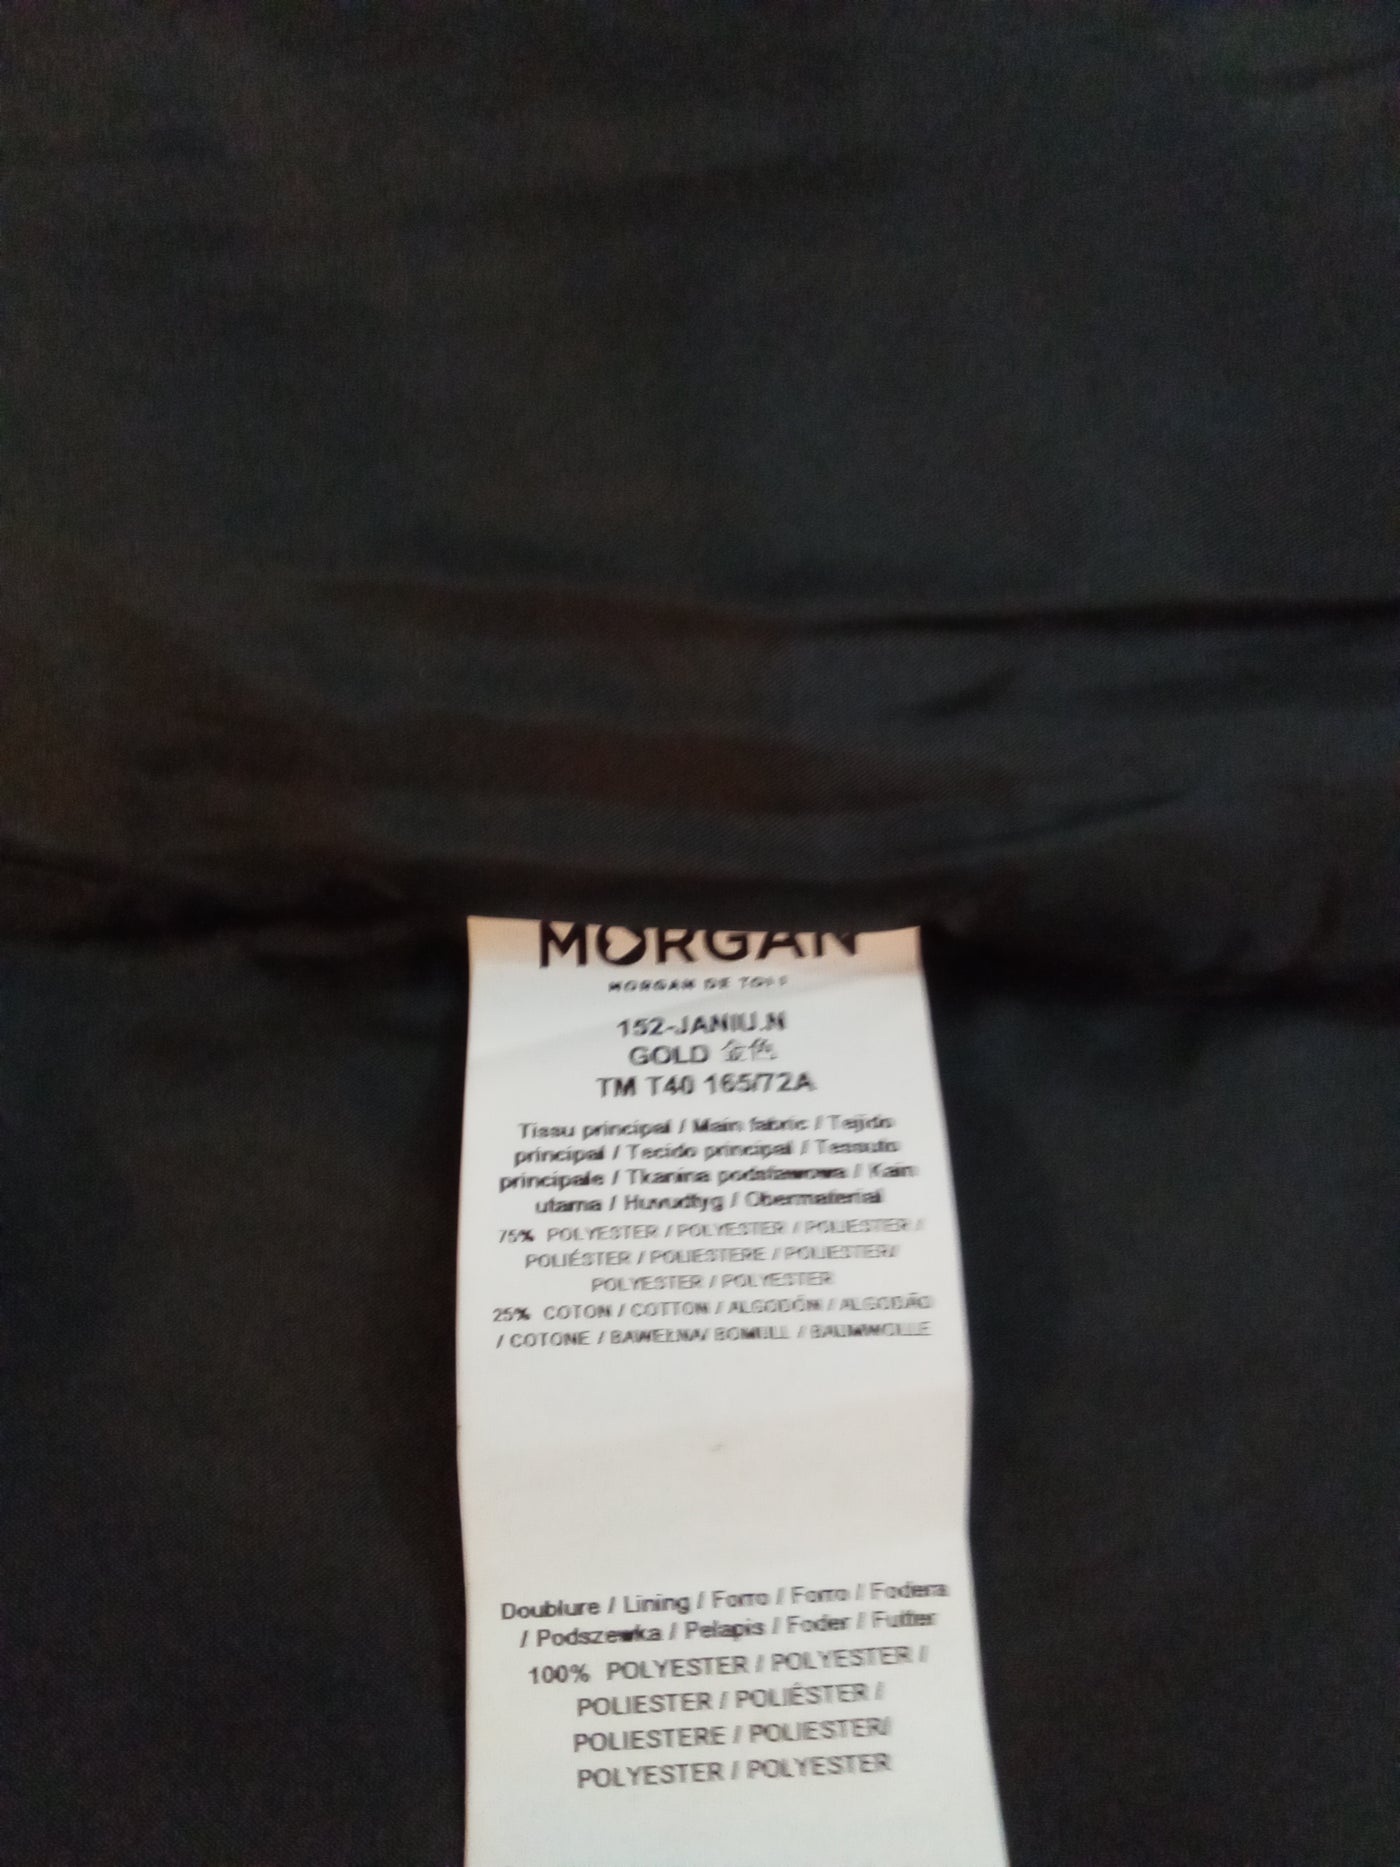 MORGAN
MORGAN DE TOI
152-JANIU.N
GOLD 金色
TM T40 165/72A
Tissu principal / Main fabric / Tejido
principal / Tecido principal / Tessuto
principale / Tkanina podstawowa / Kain
utama / Huvudtyg / Obermaterial
75% POLYESTER / POLYESTER / POLIESTER /
POLIÉSTER / POLIESTERE / POLIESTER/
POLYESTER / POLYESTER
25% COTON / COTTON / ALGODÓN / ALGODÃO
/ COTONE / BAWEŁNA/ BOMULL / BAUMWOLLE
Doublure / Lining / Forro / Forro / Fodera
/ Podszewka / Pelapis / Foder / Futter
100% POLYESTER / POLYESTER /
POLIESTER / POLIÉSTER /
POLIESTERE / POLIESTER/
POLYESTER / POLYESTER